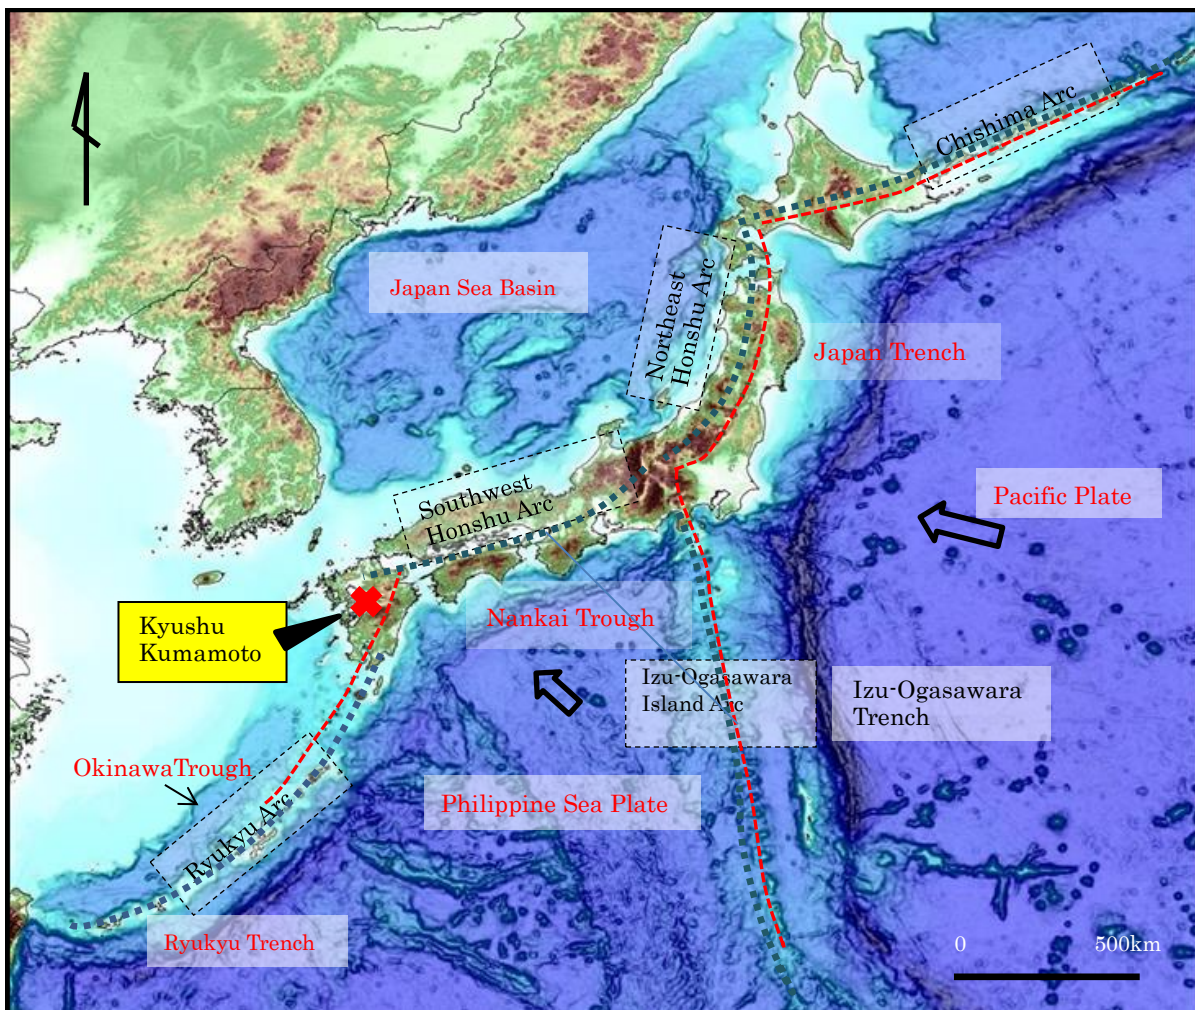 Chishima Arc
Japan Sea Basin
Northeast
Honshu Arc
Japan Trench
Southwest
Honshu Arc
Pacific Plate
Kyushu
Kumamoto
Nankai Trough
Izu-Ogasawara
Island Arc
Izu-Ogasawara
Trench
OkinawaTrough
Philippine Sea Plate
Ryukyu Arc
Ryukyu Trench
0 500km